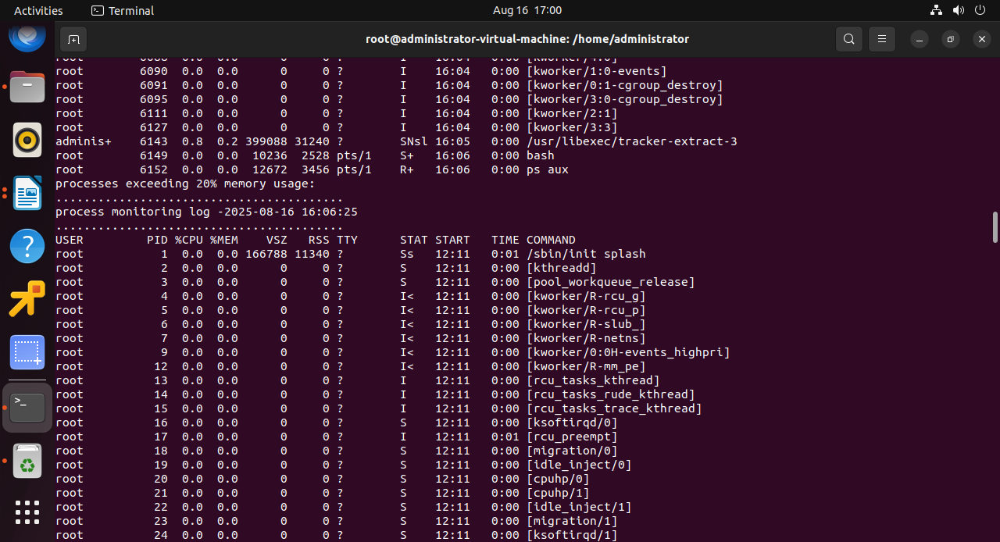 Activities
Terminal
Aug 16 17:00
root@administrator-virtual-machine: /home/administrator
root 6090 0.0 0.0 0 0 ? I 16:04 0:00 [kworker/1:0-events]
root 6091 0.0 0.0 0 0 ? I 16:04 0:00 [kworker/0:1-cgroup_destroy]
root 6095 0.0 0.0 0 0 ? I 16:04 0:00 [kworker/3:0-cgroup_destroy]
root 6111 0.0 0.0 0 0 ? I 16:04 0:00 [kworker/2:1]
root 6127 0.0 0.0 0 0 ? I 16:04 0:00 [kworker/3:3]
adminis+ 6143 0.8 0.2 399088 31240 ? SNsl 16:05 0:00 /usr/libexec/tracker-extract-3
root 6149 0.0 0.0 10236 2528 pts/1 S+ 16:06 0:00 bash
root 6152 0.0 0.0 12672 3456 pts/1 R+ 16:06 0:00 ps aux
processes exceeding 20% memory usage:
.........................................
process monitoring log -2025-08-16 16:06:25
.........................................
USER PID %CPU %MEM VSZ RSS TTY STAT START TIME COMMAND
root 1 0.0 0.0 166788 11340 ? Ss 12:11 0:01 /sbin/init splash
root 2 0.0 0.0 0 0 ? S 12:11 0:00 [kthreadd]
root 3 0.0 0.0 0 0 ? S 12:11 0:00 [pool_workqueue_release]
root 4 0.0 0.0 0 0 ? I< 12:11 0:00 [kworker/R-rcu_g]
root 5 0.0 0.0 0 0 ? I< 12:11 0:00 [kworker/R-rcu_p]
root 6 0.0 0.0 0 0 ? I< 12:11 0:00 [kworker/R-slub_]
root 7 0.0 0.0 0 0 ? I< 12:11 0:00 [kworker/R-netns]
root 9 0.0 0.0 0 0 ? I< 12:11 0:00 [kworker/0:0H-events_highpri]
root 12 0.0 0.0 0 0 ? I< 12:11 0:00 [kworker/R-mm_pe]
root 13 0.0 0.0 0 0 ? I 12:11 0:00 [rcu_tasks_kthread]
root 14 0.0 0.0 0 0 ? I 12:11 0:00 [rcu_tasks_rude_kthread]
root 15 0.0 0.0 0 0 ? I 12:11 0:00 [rcu_tasks_trace_kthread]
root 16 0.0 0.0 0 0 ? S 12:11 0:00 [ksoftirqd/0]
root 17 0.0 0.0 0 0 ? I 12:11 0:01 [rcu_preempt]
root 18 0.0 0.0 0 0 ? S 12:11 0:00 [migration/0]
root 19 0.0 0.0 0 0 ? S 12:11 0:00 [idle_inject/0]
root 20 0.0 0.0 0 0 ? S 12:11 0:00 [cpuhp/0]
root 21 0.0 0.0 0 0 ? S 12:11 0:00 [cpuhp/1]
root 22 0.0 0.0 0 0 ? S 12:11 0:00 [idle_inject/1]
root 23 0.0 0.0 0 0 ? S 12:11 0:00 [migration/1]
root 24 0.0 0.0 0 0 ? S 12:11 0:00 [ksoftirqd/1]